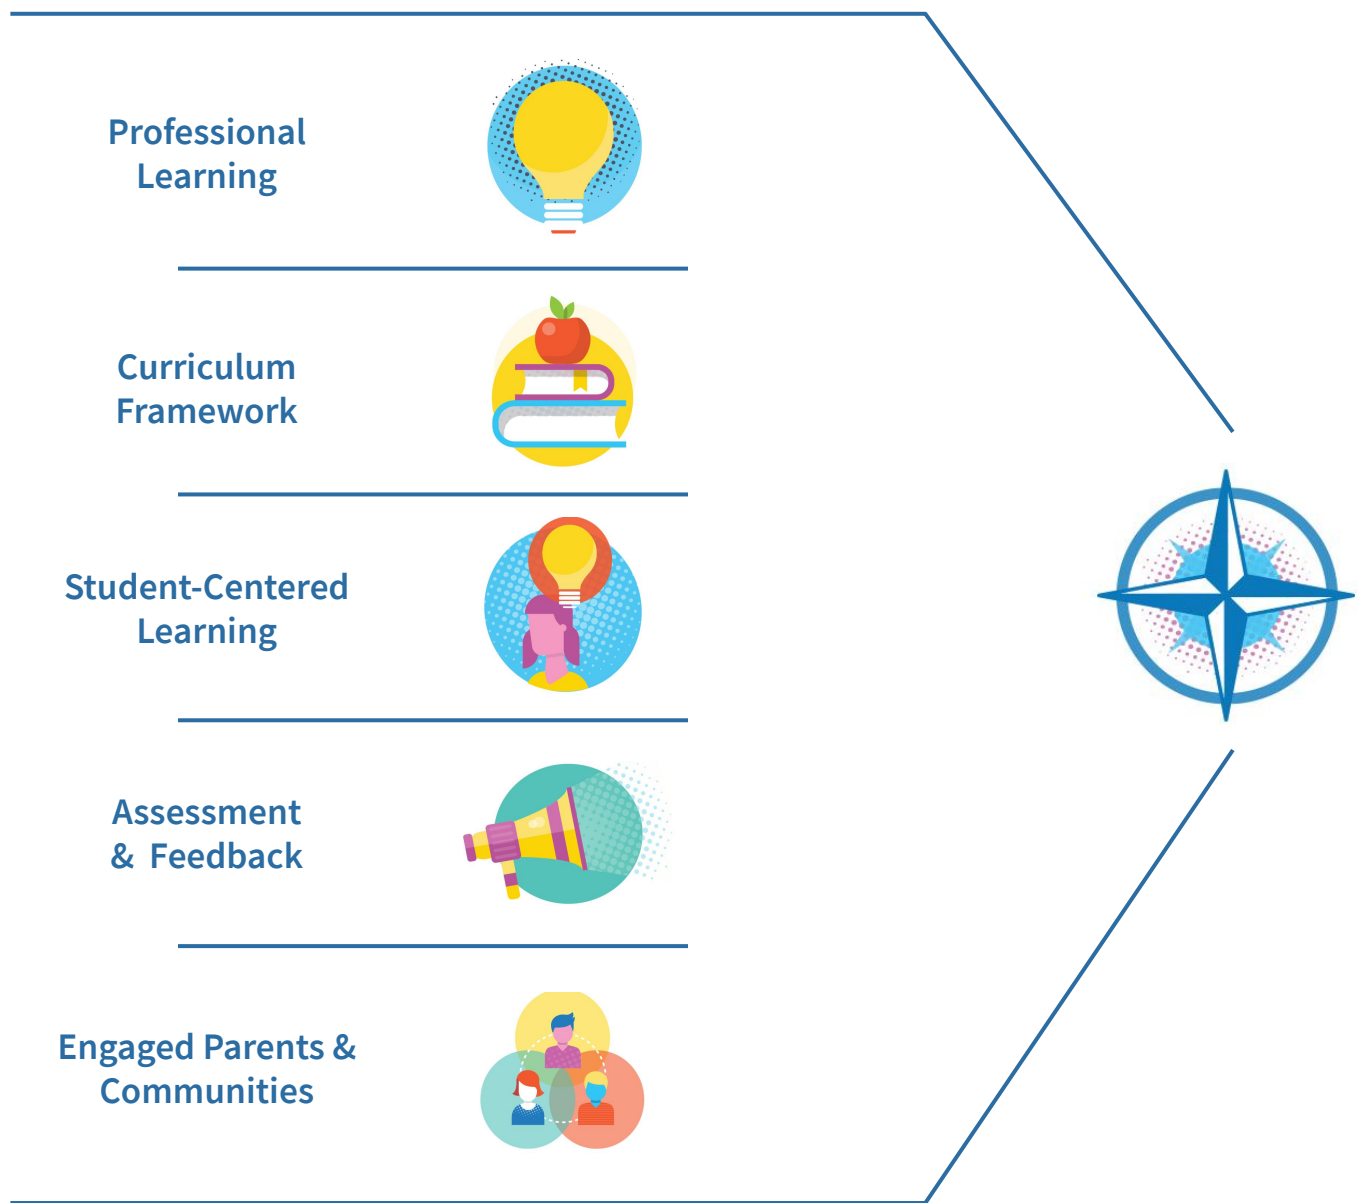 Professional
Learning
Curriculum
Framework
Student-Centered
Learning
Assessment
& Feedback
Engaged Parents &
Communities